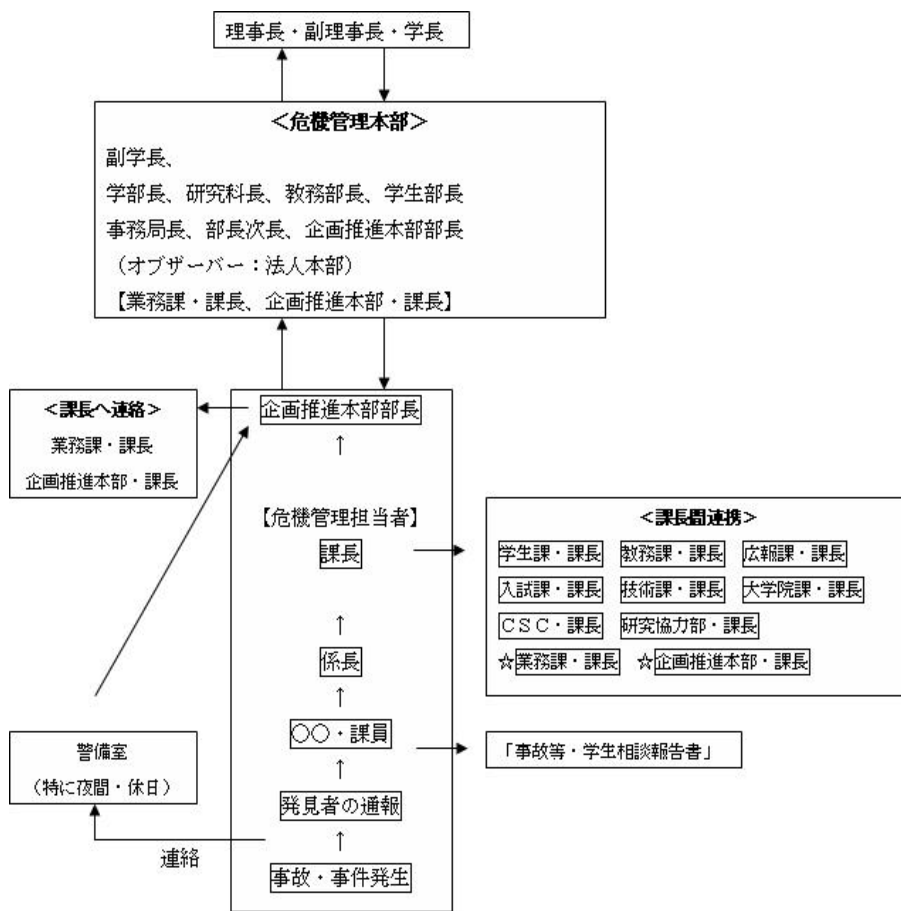 理事長・副理事長・学長
＜危機管理本部＞
副学長、
学部長、研究科長、教務部長、学生部長
事務局長、部長次長、企画推進本部部長
（オブザーバー：法人本部）
【業務課・課長、企画推進本部・課長】
＜課長へ連絡＞
業務課・課長
企画推進本部・課長
企画推進本部部長
↑
【危機管理担当者】
課長
↑
係長
↑
〇〇・課員
↑
発見者の通報
↑
事故・事件発生
＜課長間連携＞
学生課・課長 教務課・課長 広報課・課長
入試課・課長 技術課・課長 大学院課・課長
ＣＳＣ・課長 研究協力部・課長
☆業務課・課長 ☆企画推進本部・課長
「事故等・学生相談報告書」
警備室
（特に夜間・休日）
連絡